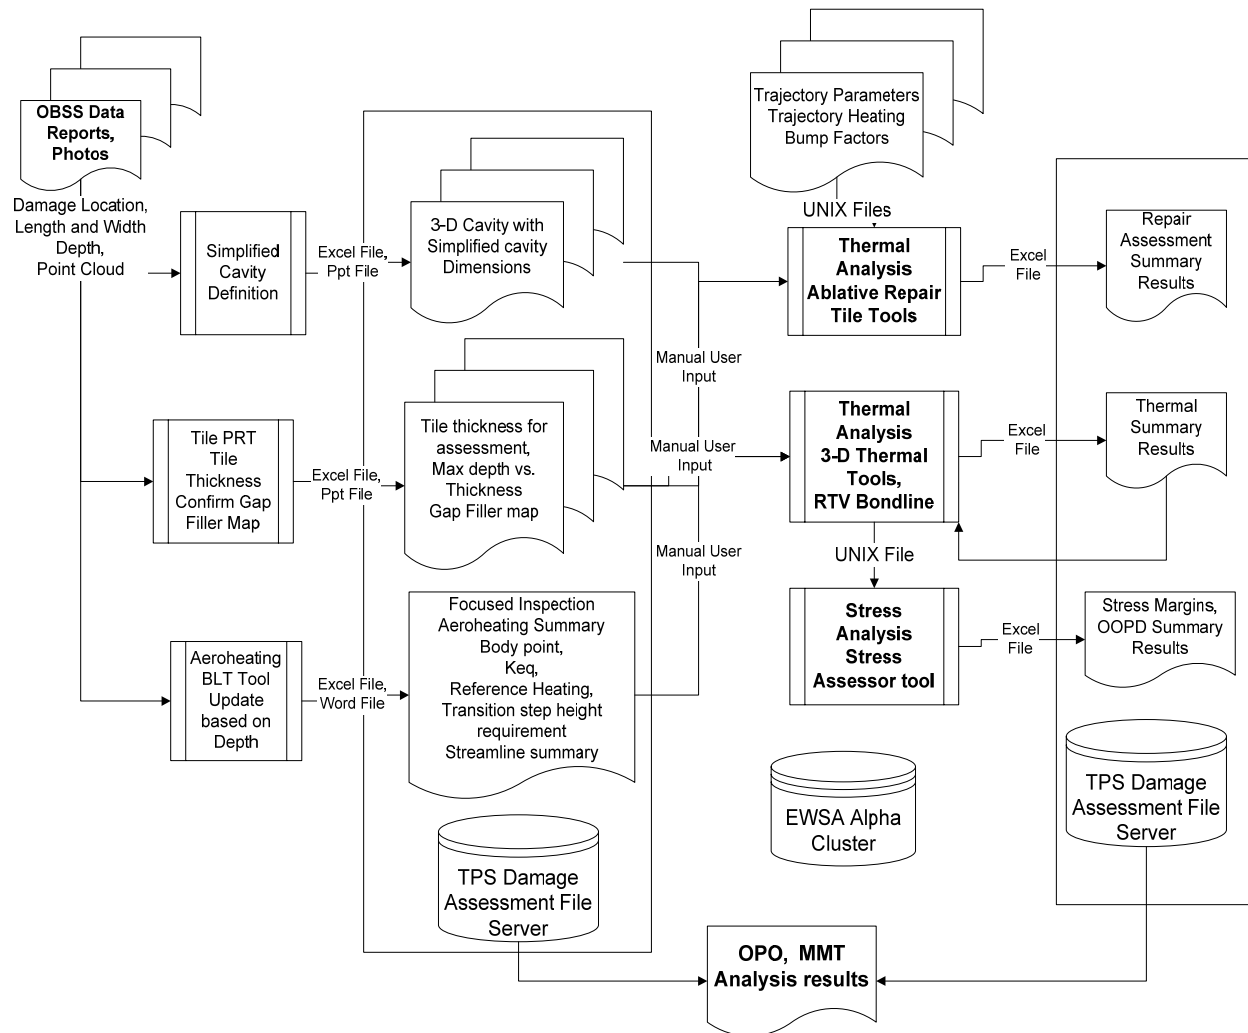 OBSS Data
Reports,
Photos
Damage Location,
Length and Width
Depth,
Point Cloud
Simplified
Cavity
Definition
Excel File,
Ppt File
3-D Cavity with
Simplified cavity
Dimensions
Trajectory Parameters
Trajectory Heating
Bump Factors
UNIX Files
Thermal
Analysis
Ablative Repair
Tile Tools
Excel
File
Repair
Assessment
Summary
Results
Manual User
Input
Tile PRT
Tile
Thickness
Confirm Gap
Filler Map
Excel File,
Ppt File
Tile thickness for
assessment,
Max depth vs.
Thickness
Gap Filler map
Manual User
Input
Thermal
Analysis
3-D Thermal
Tools,
RTV Bondline
Excel
File
Thermal
Summary
Results
Manual User
Input
UNIX File
Aeroheating
BLT Tool
Update
based on
Depth
Excel File,
Word File
Focused Inspection
Aeroheating Summary
Body point,
Keq,
Reference Heating,
Transition step height
requirement
Streamline summary
Stress
Analysis
Stress
Assessor tool
Excel
File
Stress Margins,
OOPD Summary
Results
TPS Damage
Assessment File
Server
EWSA Alpha
Cluster
TPS Damage
Assessment File
Server
OPO, MMT
Analysis results